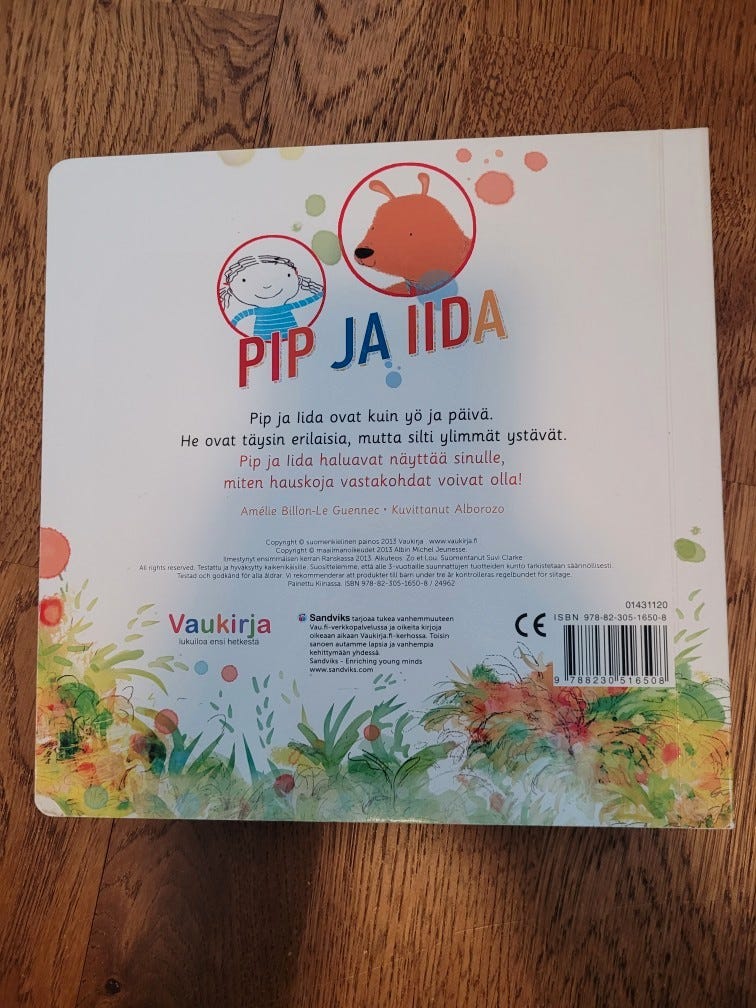 PIP JA IIDA
Pip ja Iida ovat kuin yö ja päivä.
He ovat täysin erilaisia, mutta silti ylimmät ystävät.
Pip ja Iida haluavat näyttää sinulle,
miten hauskoja vastakohdat voivat olla!
Amélie Billon-Le Guennec • Kuvittanut Alborozo
Copyright © suomenkielinen painos 2013 Vaukirja www.vaukirja.fi
Copyright © maailmanoikeudet 2013 Albin Michel Jeunesse.
Ilmestynyt ensimmäisen kerran Ranskassa 2013. Alkuteos: Zo et Lou. Suomentanut Suvi Clarke
All rights reserved. Testattu ja hyväksytty kaikenikäisille. Suosittelemme, että alle 3-vuotiaille suunnattujen tuotteiden kunto tarkistetaan säännöllisesti.
Testad och godkänd för alla åldrar. Vi rekommenderar att produkter till barn under tre år kontrolleras regelbundet för slitage.
Painettu Kiinassa. ISBN 978-82-305-1650-8 / 24962
Vaukirja
lukuiloa ensi hetkestä
Sandviks tarjoaa tukea vanhemmuuteen
Vau.fi-verkkopalvelussa ja oikeita kirjoja
oikeaan aikaan Vaukirja.fi-kerhossa. Toisin
sanoen autamme lapsia ja vanhempia
kehittymään yhdessä.
Sandviks - Enriching young minds
www.sandviks.com
CE
01431120
ISBN 978-82-305-1650-8
9 788230 516508